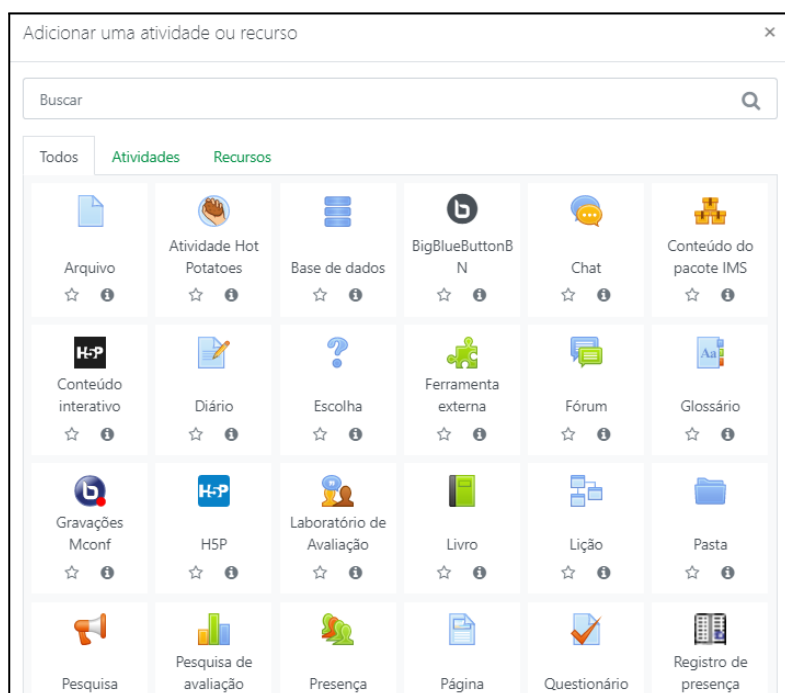 Adicionar uma atividade ou recurso ×
Buscar
Todos Atividades Recursos
Arquivo
Atividade Hot
Potatoes
Base de dados
BigBlueButtonB
N
Chat
Conteúdo do
pacote IMS
H5P
Conteúdo
interativo
Diário
Escolha
Ferramenta
externa
Fórum
Aa
Glossário
Gravações
Mconf
H5P
H5P
Laboratório de
Avaliação
Livro
Lição
Pasta
Pesquisa
Pesquisa de
avaliação
Presença
Página
Questionário
Registro de
presença